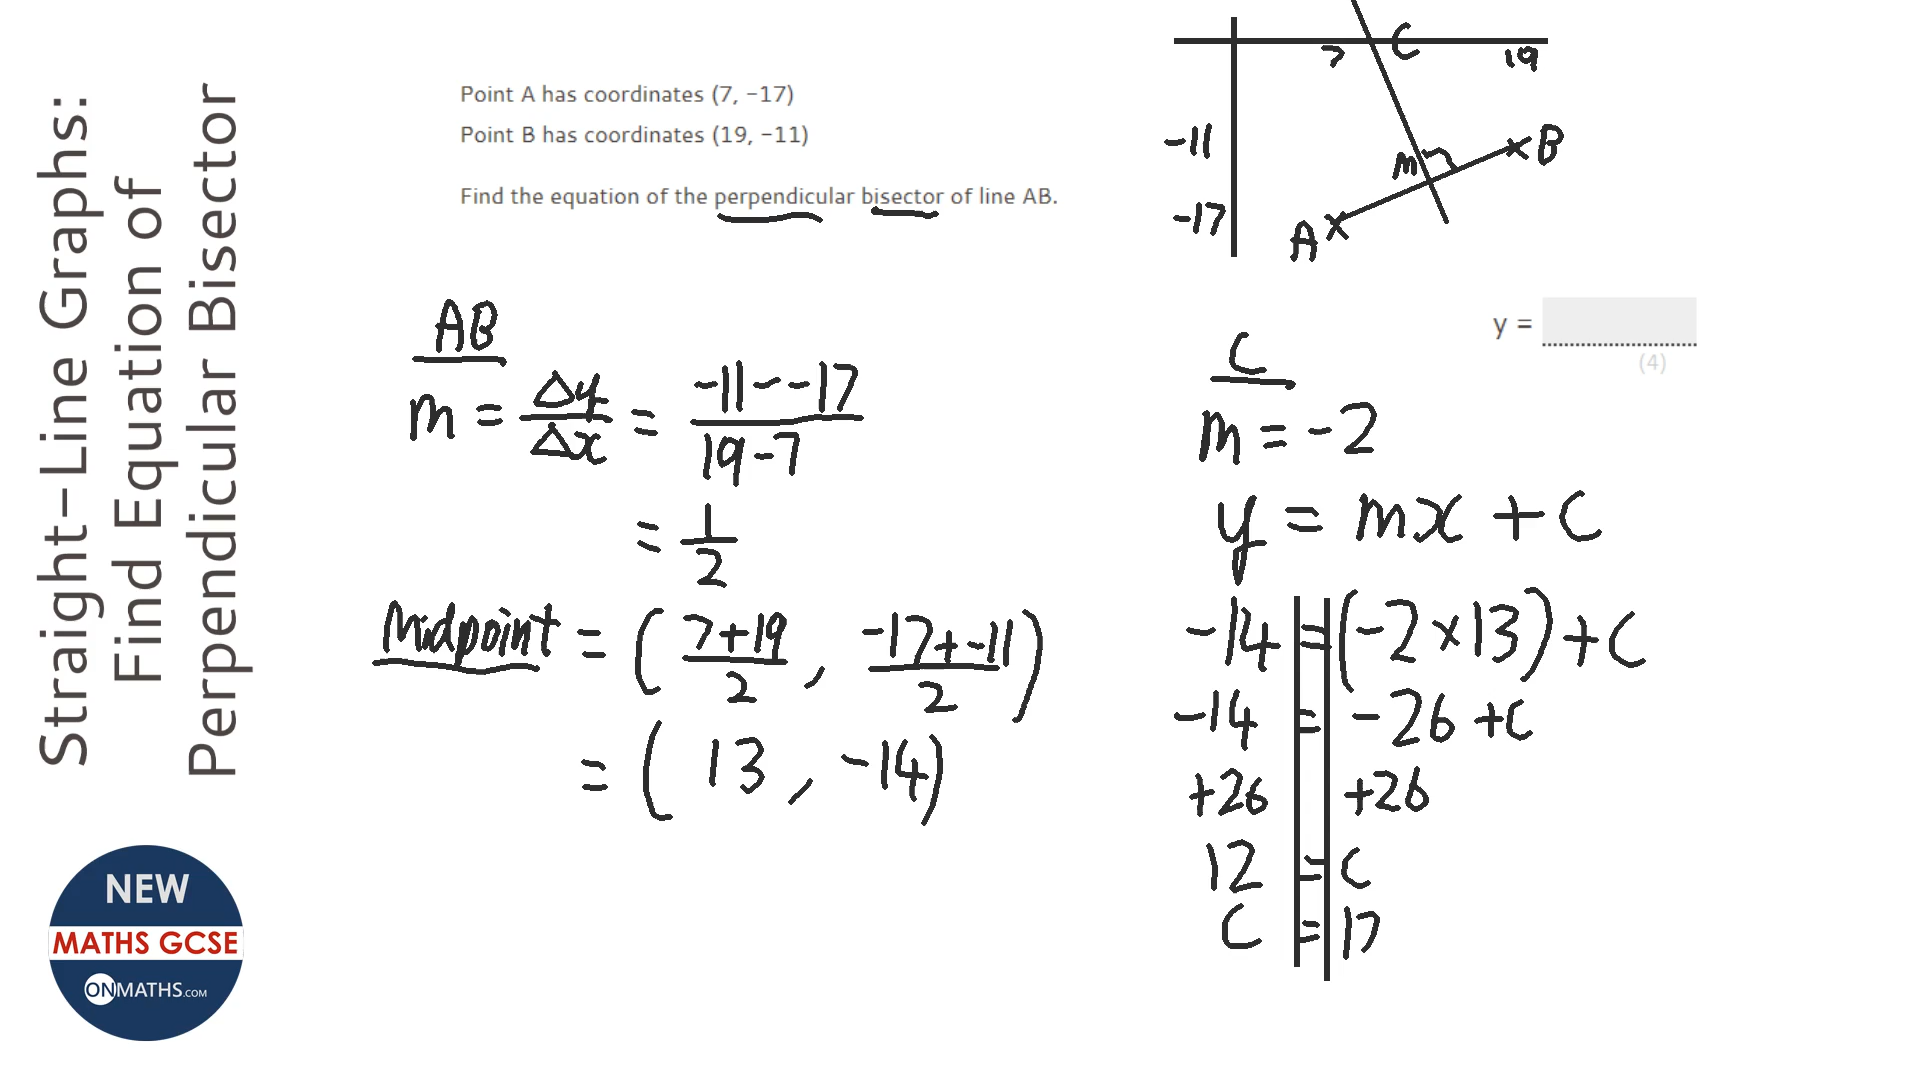 Straight-Line Graphs:
Find Equation of
Perpendicular Bisector
Point A has coordinates (7, -17)
Point B has coordinates (19, -11)
Find the equation of the perpendicular bisector of line AB.
7 C 19
-11
-17
M
B
A
y =
(4)
AB
m = Δy/Δx = (-11--17)/(19-7)
= 1/2
Midpoint = ( (7+19)/2 , (-17+-11)/2 )
= ( 13 , -14)
C
m = -2
y = mx + c
-14 = (-2×13) + c
-14 = -26 + c
+26 +26
12 = c
c = 17
NEW
MATHS GCSE
ONMATHS.COM